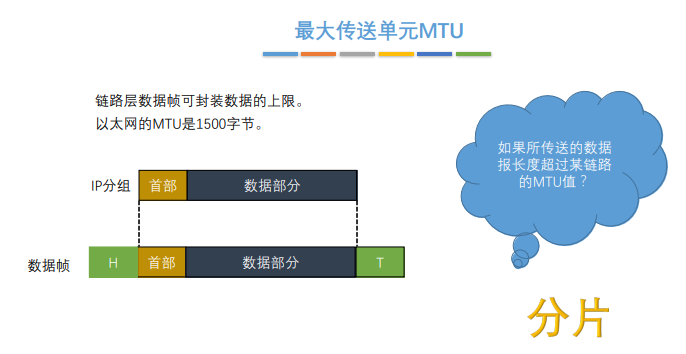 最大传送单元MTU
链路层数据帧可封装数据的上限。
以太网的MTU是1500字节。
如果所传送的数据
报长度超过某链路
的MTU值？
IP分组 首部 数据部分
数据帧 H 首部 数据部分 T
分片